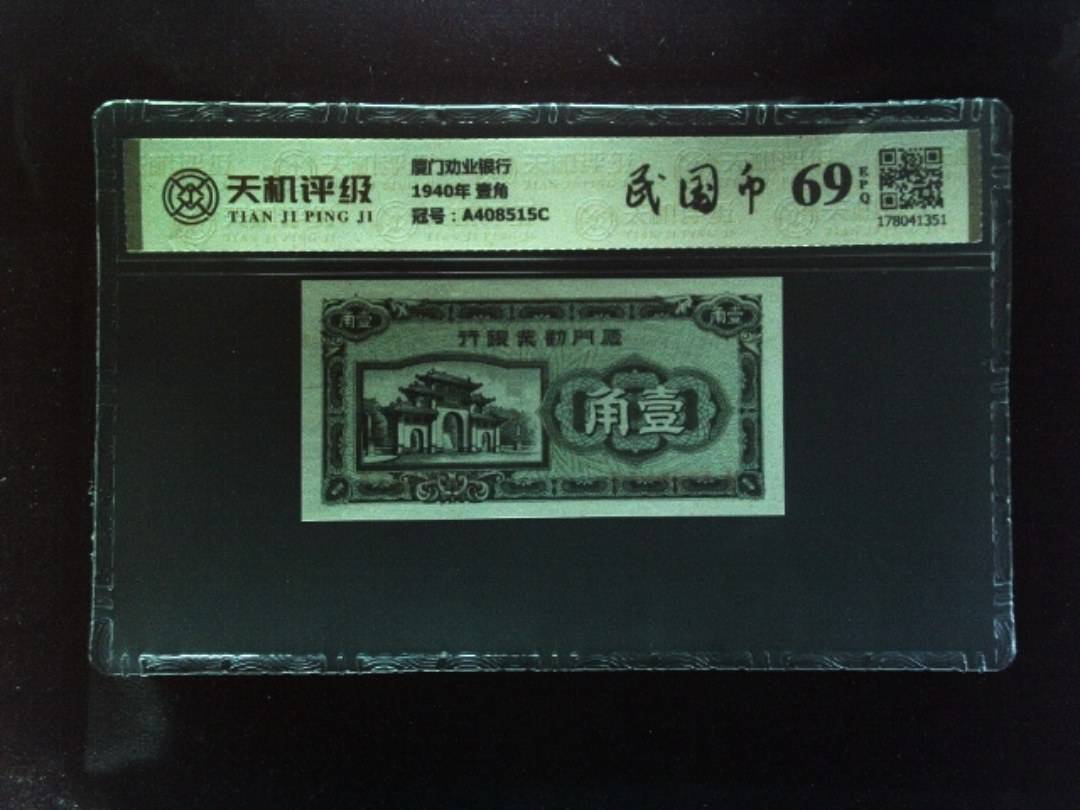 天机评级
TIAN JI PING JI
厦门劝业银行
1940年 壹角
冠号：A408515C
民国币
69
EPQ
178041351
角壹
角壹
行銀業勸門廈
角壹